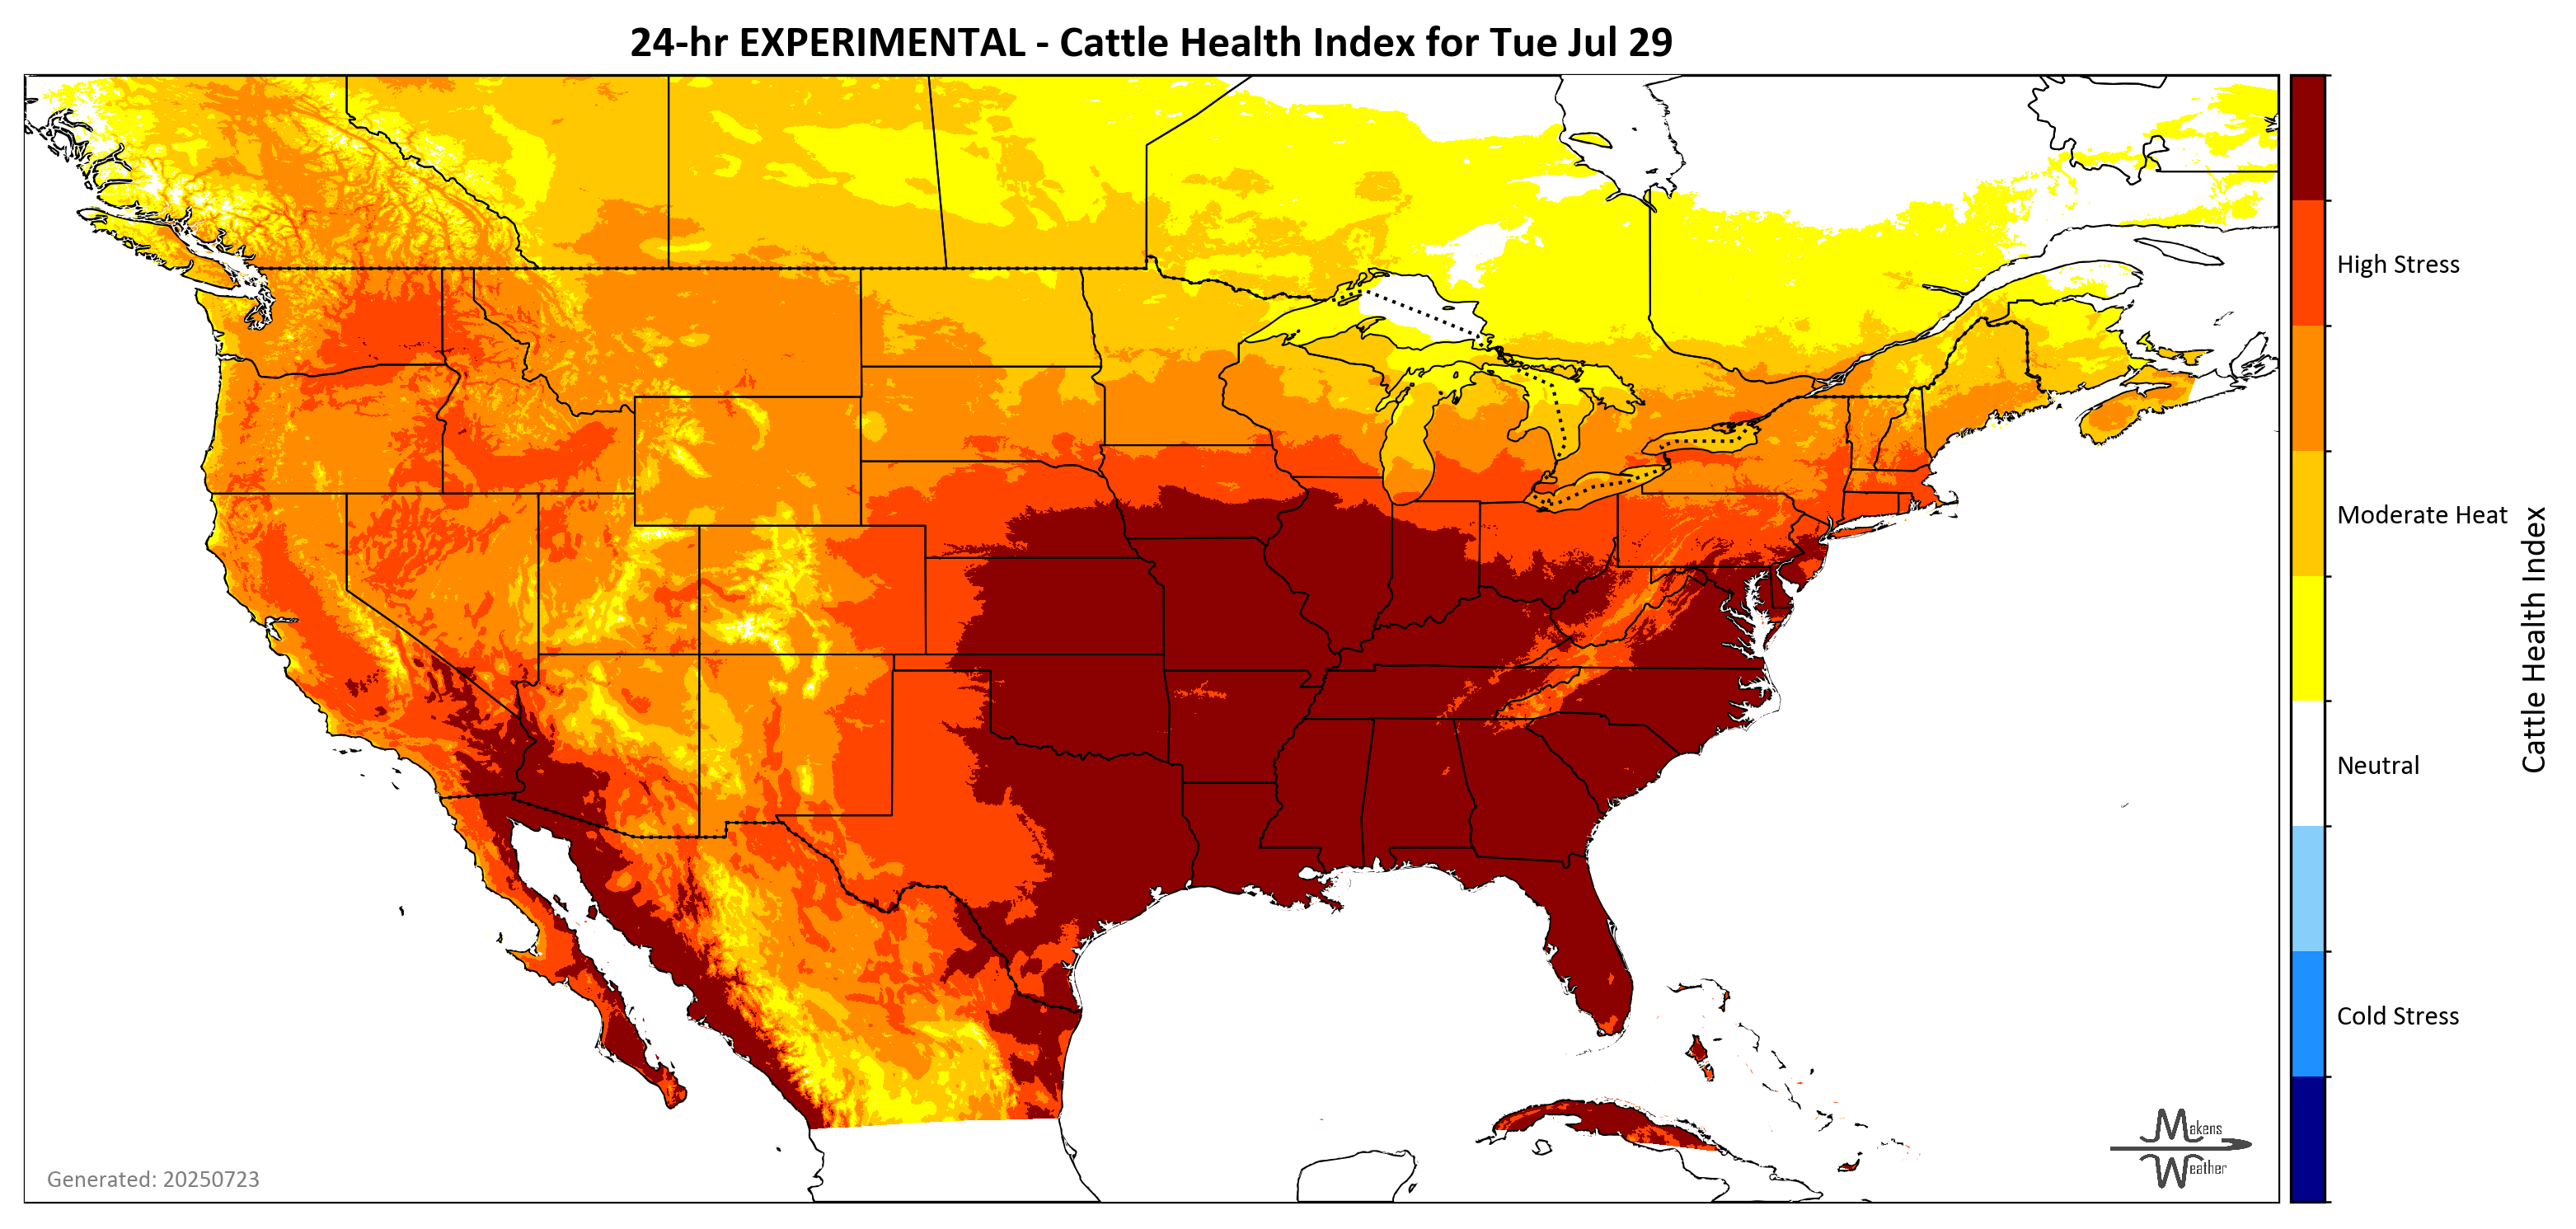 24-hr EXPERIMENTAL - Cattle Health Index for Tue Jul 29
High Stress
Moderate Heat
Neutral
Cold Stress
Cattle Health Index
Makens
Weather
Generated: 20250723